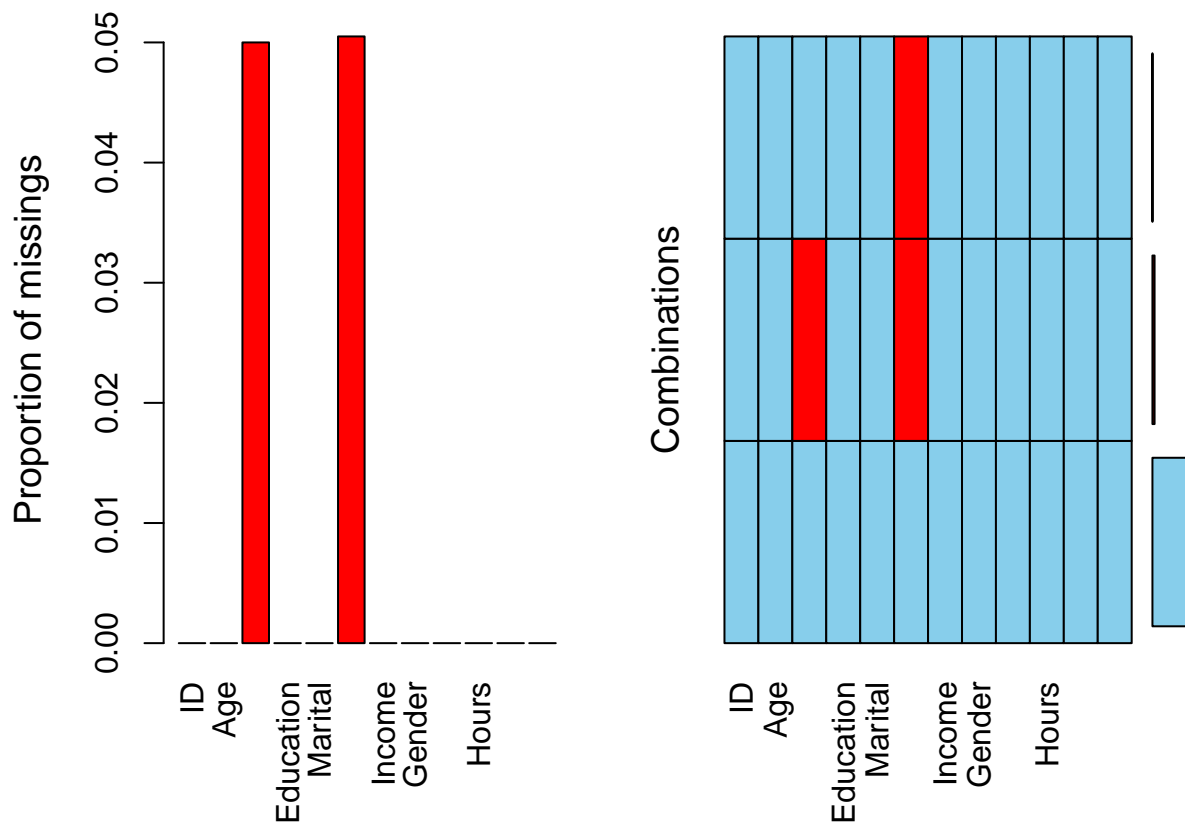 Proportion of missings
0.05
0.04
0.03
0.02
0.01
0.00
ID
Age
Education
Marital
Income
Gender
Hours
Combinations
ID
Age
Education
Marital
Income
Gender
Hours